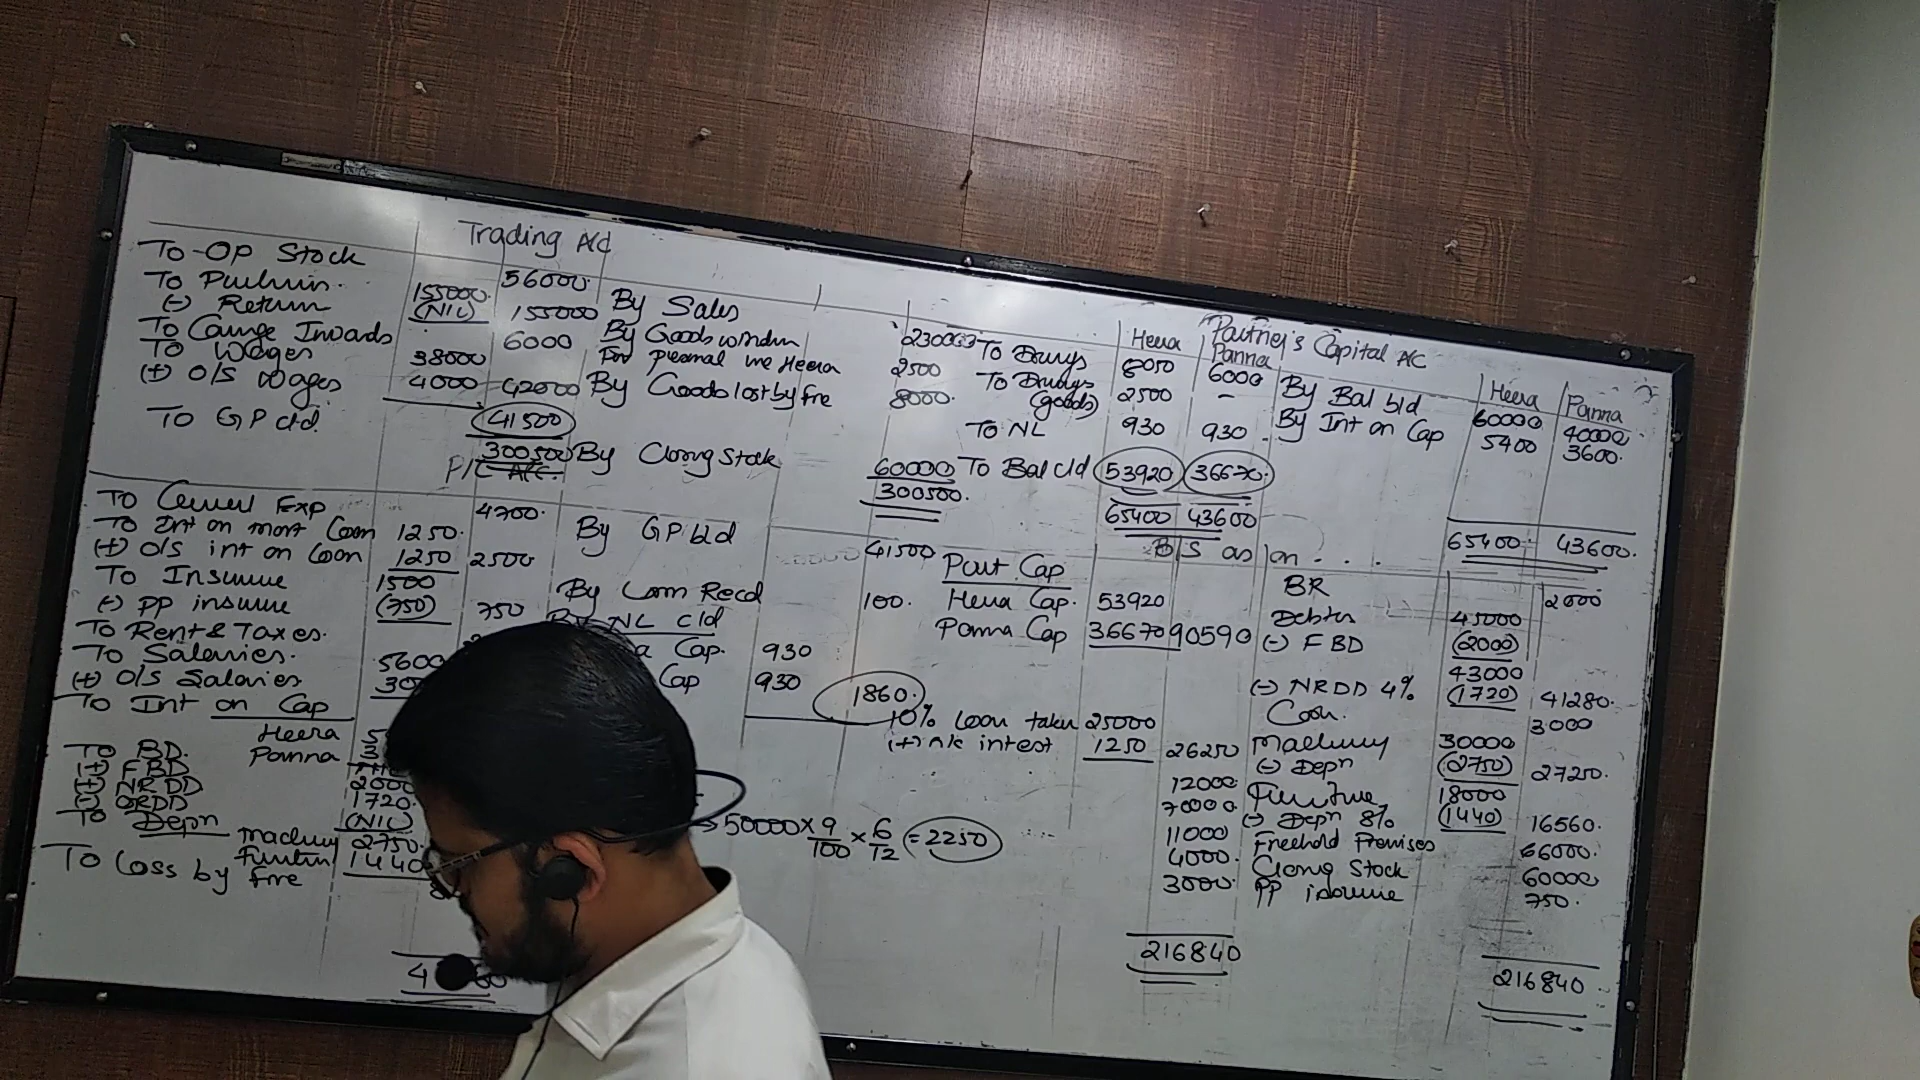 Trading A/c
To OP Stock 56000
To Purchases 155000
(-) Return (NIL) 155000
To Carriage Inwards 6000
To Wages 38000
(+) O/S Wages 4000 42000
To GP c/d 41500
300500
By Sales 230000
By Goods withdrn
for personal use Heera 2500
By Goods lost by fire 8000
By Closing Stock 60000
300500
P/L A/c
To General Exp 4700
To Int on mort loan 1250
(+) O/S int on loan 1250 2500
To Insurance 1500
(-) PP insurance (750) 750
To Rent & Taxes
To Salaries 5600
(+) O/S Salaries
To Int on Cap
Heera
Panna
To BD
(+) FBD 2000
(+) NRDD 1720
(-) ORDD (NIL)
To Depn
Machinery 2750
Furniture 1440
To Loss by fire
By GP b/d 41500
By Comm Recd 100
By NL c/d
Cap. 930
Cap 930 1860
50000 x 9/100 x 6/12 = 2250
Partner's Capital A/C
Heera Panna
To Drawgs 6050 6000
To Drawgs (goods) 2500 -
To NL 930 930
To Bal c/d 53920 36670
65400 43600
Heera Panna
By Bal b/d 60000 40000
By Int on Cap 5400 3600
65400 43600
B/S as on . . .
Part Cap
Heera Cap. 53920
Panna Cap 36670 90590
10% Loan taken 25000
(+) intest 1250 26250
12000
70000
11000
4000
3000
216840
BR 2000
Debtors 45000
(-) FBD (2000)
43000
(-) NRDD 4% (1720) 41280
Cash 3000
Machinery 30000
(-) Depn (2750) 27250
Furniture 18000
(-) Depn 8% (1440) 16560
Freehold Premises 66000
Closing Stock 60000
PP insurance 750
216840